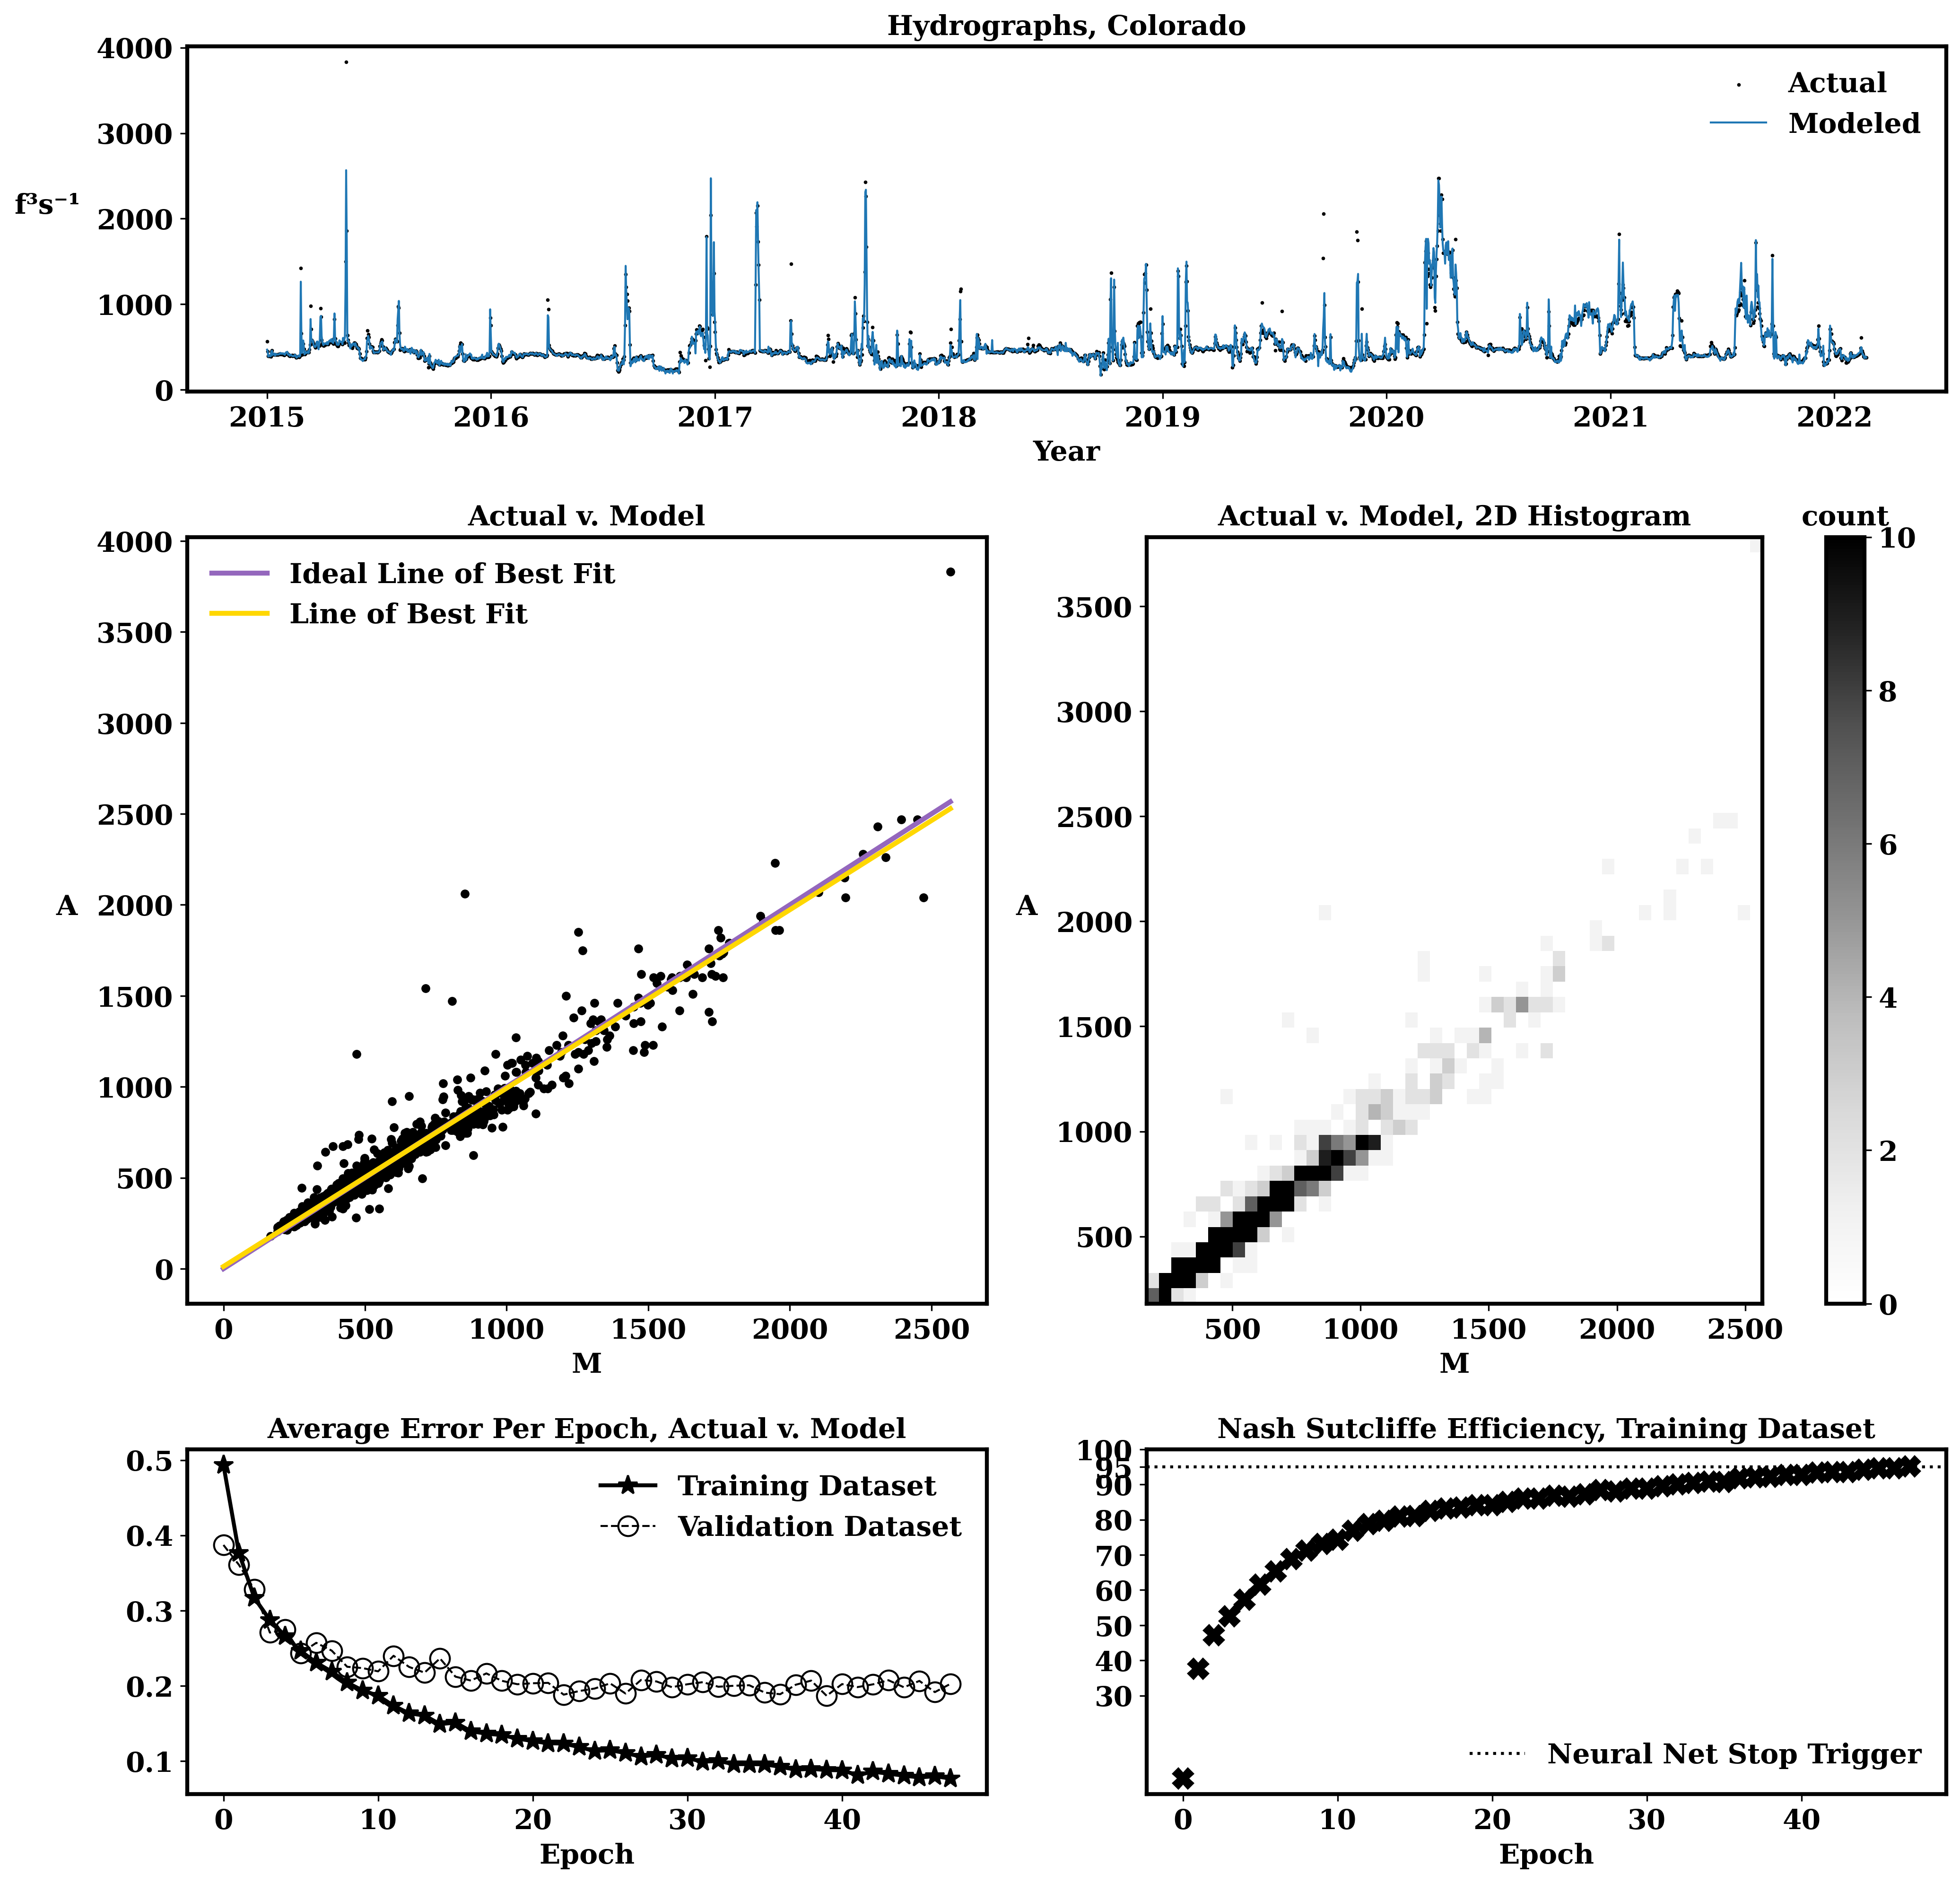 Hydrographs, Colorado
4000
3000
2000
1000
0
f³s⁻¹
Actual
Modeled
2015 2016 2017 2018 2019 2020 2021 2022
Year
Actual v. Model
4000
3500
3000
2500
2000
1500
1000
500
0
A
Ideal Line of Best Fit
Line of Best Fit
0 500 1000 1500 2000 2500
M
Actual v. Model, 2D Histogram
3500
3000
2500
2000
1500
1000
500
A
500 1000 1500 2000 2500
M
count
10
8
6
4
2
0
Average Error Per Epoch, Actual v. Model
0.5
0.4
0.3
0.2
0.1
Training Dataset
Validation Dataset
0 10 20 30 40
Epoch
Nash Sutcliffe Efficiency, Training Dataset
100
95
90
80
70
60
50
40
30
Neural Net Stop Trigger
0 10 20 30 40
Epoch